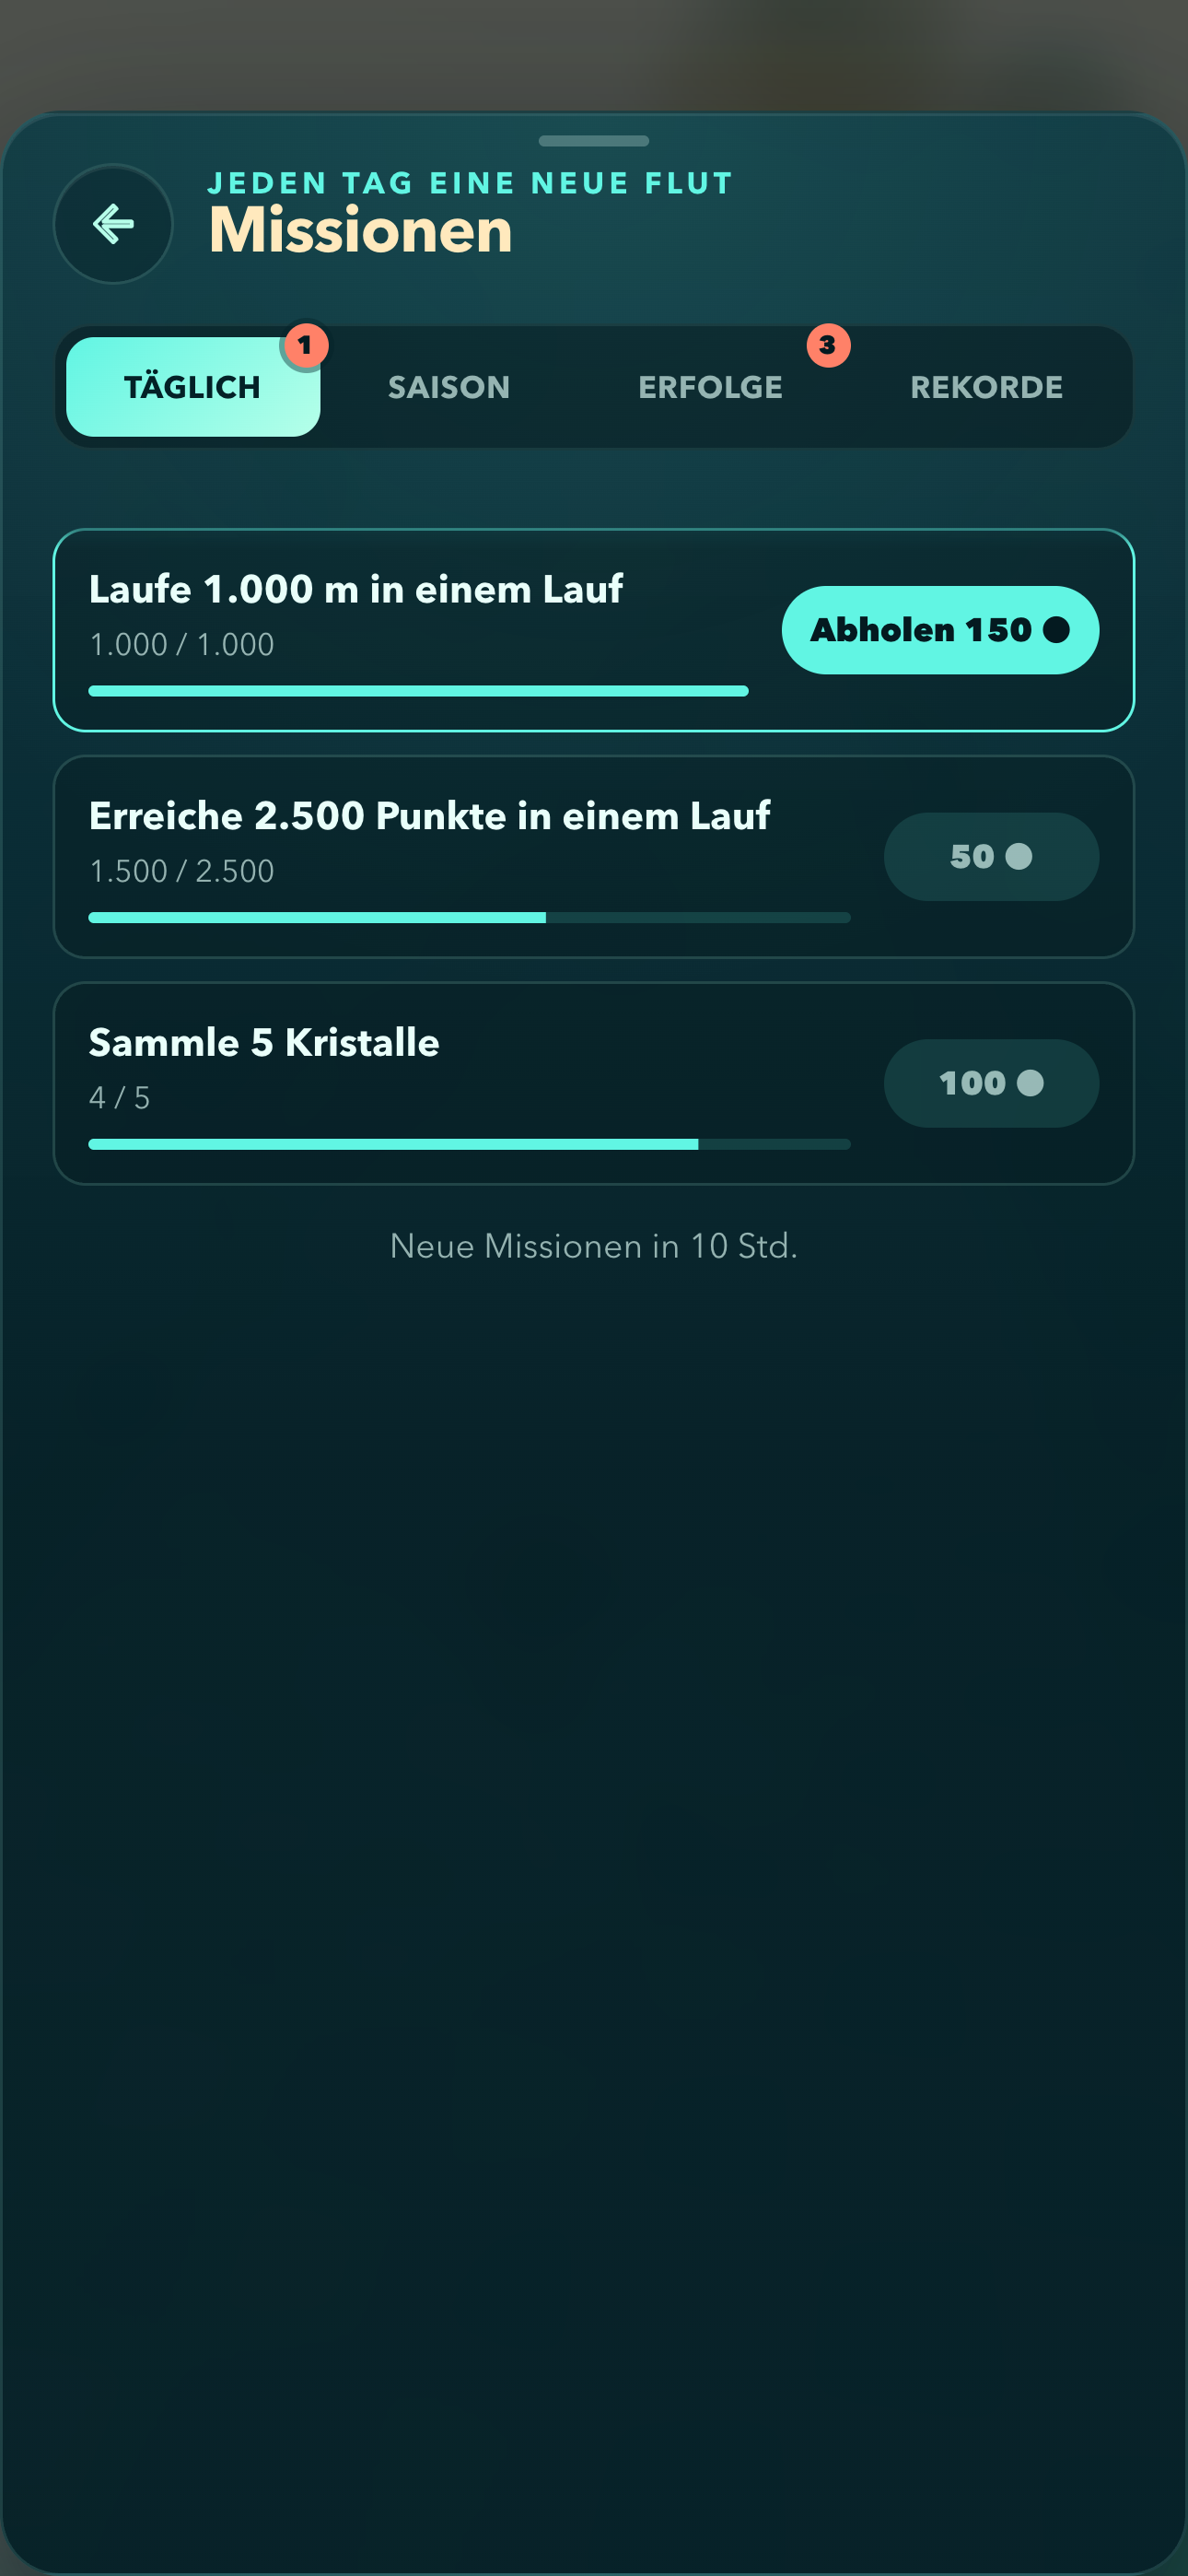 JEDEN TAG EINE NEUE FLUT
Missionen
1
3
TÄGLICH SAISON ERFOLGE REKORDE
Laufe 1.000 m in einem Lauf
1.000 / 1.000
Abholen 150
Erreiche 2.500 Punkte in einem Lauf
1.500 / 2.500
50
Sammle 5 Kristalle
4 / 5
100
Neue Missionen in 10 Std.